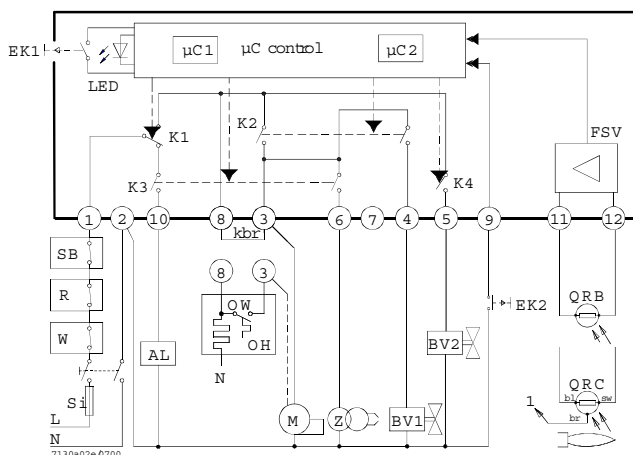 EK1
LED
µC1
µC control
µC2
FSV
K1
K2
K3
K4
1
2
10
8
3
6
7
4
5
9
11
12
kbr
SB
R
W
8
3
OW
OH
N
AL
EK2
QRB
BV2
QRC
bl
sw
br
1
Si
L
N
M
Z
BV1
7130a02e/0700